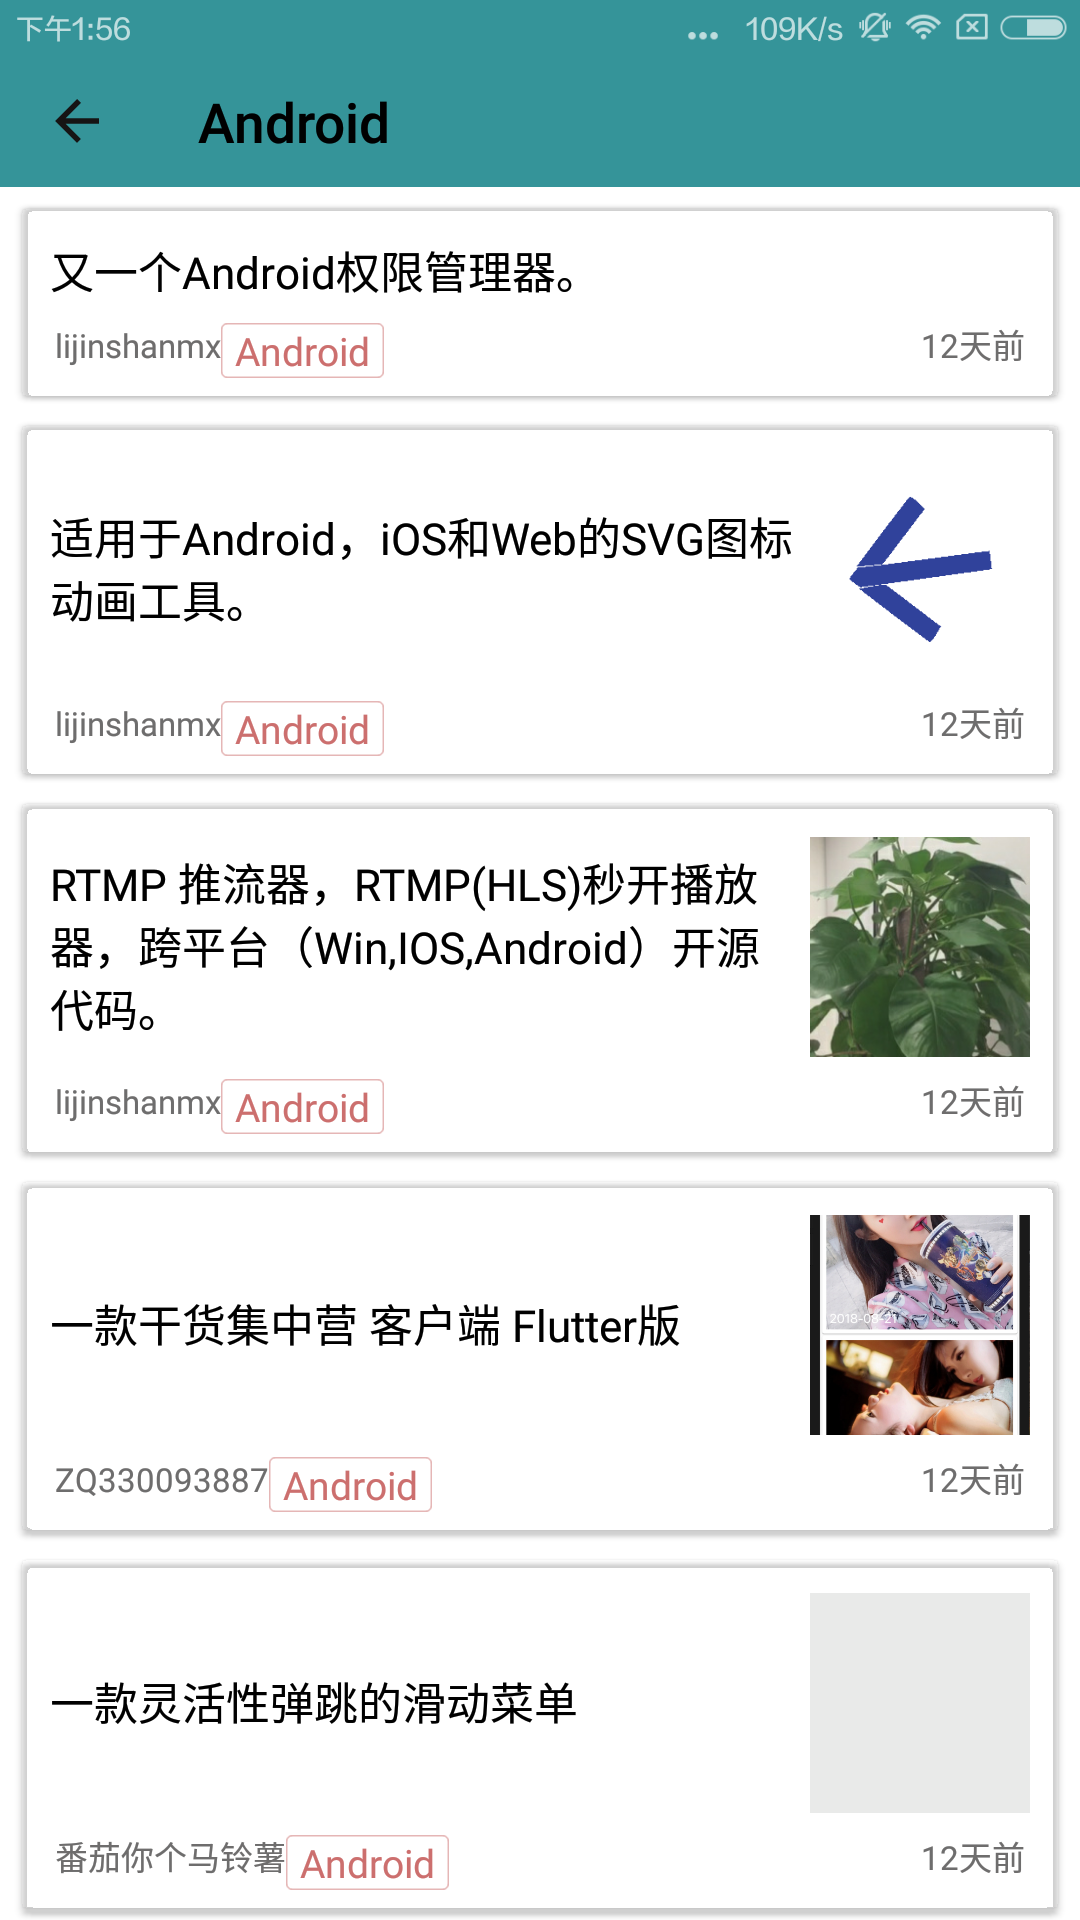 下午1:56
... 109K/s
Android
又一个Android权限管理器。
lijinshanmx Android 12天前
适用于Android，iOS和Web的SVG图标
动画工具。
lijinshanmx Android 12天前
RTMP 推流器，RTMP(HLS)秒开播放
器，跨平台（Win,IOS,Android）开源
代码。
lijinshanmx Android 12天前
2018-08-21
一款干货集中营 客户端 Flutter版
ZQ330093887 Android 12天前
一款灵活性弹跳的滑动菜单
番茄你个马铃薯 Android 12天前